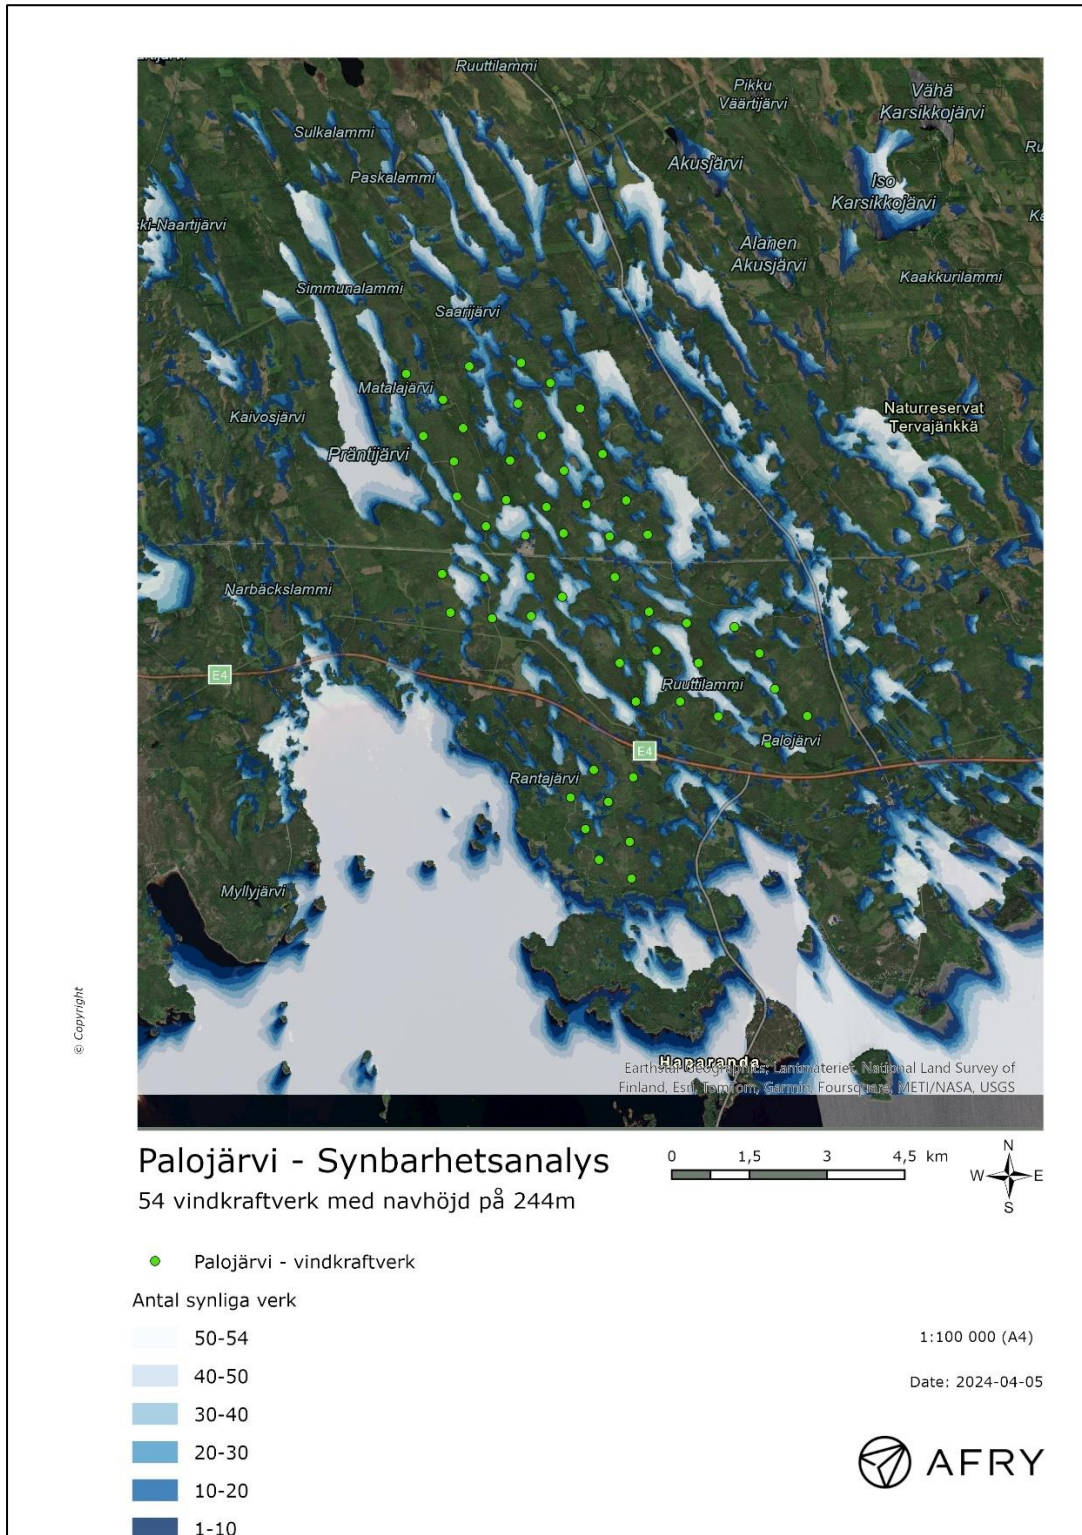 Ruuttilammi
Pikku
Väärtijärvi
Vähä
Karsikkojärvi
Sulkalammi
Akusjärvi
Paskalammi
Iso
Karsikkojärvi
ki-Naartijärvi
Alanen
Akusjärvi
Kaakkurilammi
Simmunalammi
Saarijärvi
Matalajärvi
Kaivosjärvi
Naturreservat
Tervajänkkä
Präntijärvi
Narbäckslammi
E4
Ruuttilammi
Palojärvi
E4
Rantajärvi
Myllyjärvi
Haparanda
Earthstar Geographics, Lantmäteriet, National Land Survey of
Finland, Esri, TomTom, Garmin, Foursquare, METI/NASA, USGS
© Copyright
Palojärvi - Synbarhetsanalys
54 vindkraftverk med navhöjd på 244m
0 1,5 3 4,5 km
N
W E
S
Palojärvi - vindkraftverk
Antal synliga verk
50-54
40-50
30-40
20-30
10-20
1-10
1:100 000 (A4)
Date: 2024-04-05
AFRY